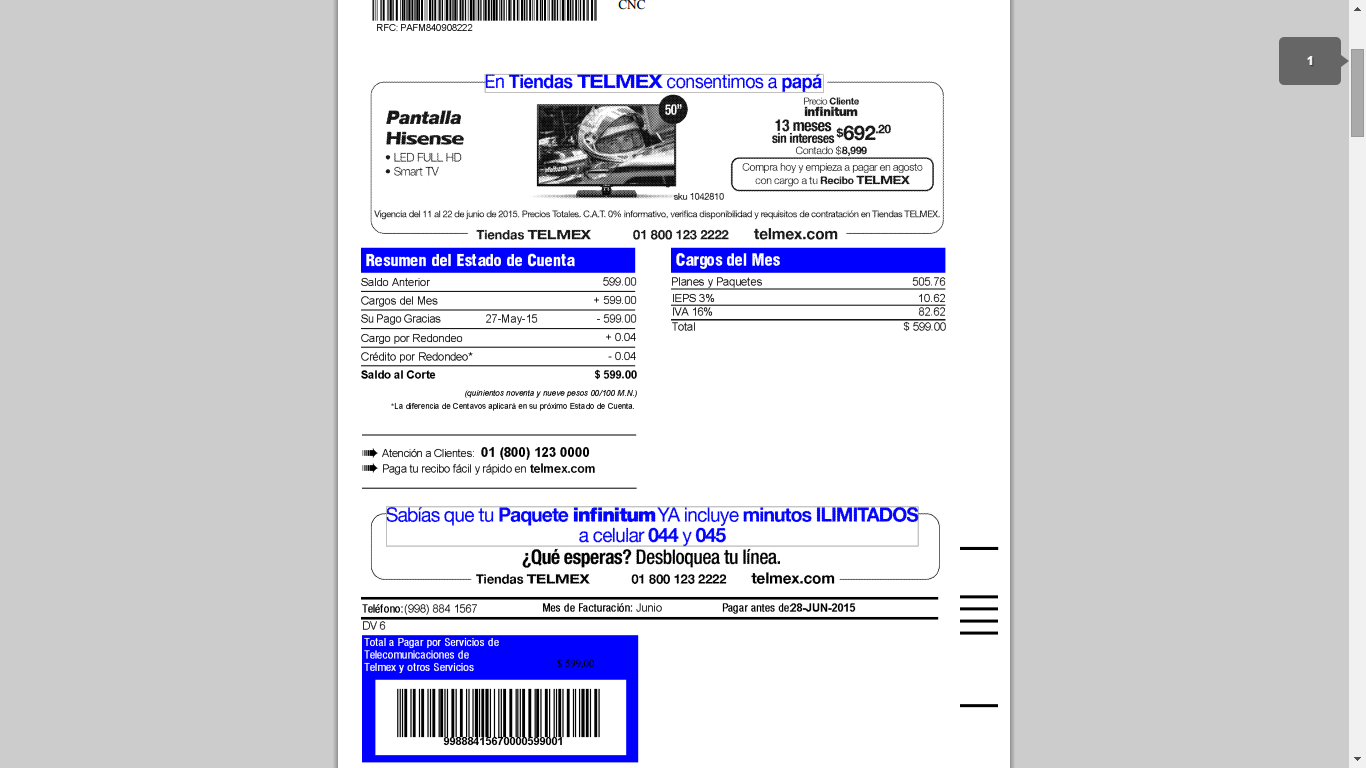 CNC
RFC: PAFM840908222
1
En Tiendas TELMEX consentimos a papá
Pantalla
Hisense
• LED FULL HD
• Smart TV
50"
infinitum
sku 1042810
Precio Cliente
infinitum
13 meses
sin intereses $692.20
Contado $8,999
Compra hoy y empieza a pagar en agosto
con cargo a tu Recibo TELMEX
Vigencia del 11 al 22 de junio de 2015. Precios Totales. C.A.T. 0% informativo, verifica disponibilidad y requisitos de contratación en Tiendas TELMEX.
Tiendas TELMEX 01 800 123 2222 telmex.com
Resumen del Estado de Cuenta
Saldo Anterior 599.00
Cargos del Mes + 599.00
Su Pago Gracias 27-May-15 - 599.00
Cargo por Redondeo + 0.04
Crédito por Redondeo* - 0.04
Saldo al Corte $ 599.00
(quinientos noventa y nueve pesos 00/100 M.N.)
*La diferencia de Centavos aplicará en su próximo Estado de Cuenta.
Cargos del Mes
Planes y Paquetes 505.76
IEPS 3% 10.62
IVA 16% 82.62
Total $ 599.00
Atención a Clientes: 01 (800) 123 0000
Paga tu recibo fácil y rápido en telmex.com
Sabías que tu Paquete infinitum YA incluye minutos ILIMITADOS
a celular 044 y 045
¿Qué esperas? Desbloquea tu línea.
Tiendas TELMEX 01 800 123 2222 telmex.com
Teléfono:(998) 884 1567 Mes de Facturación: Junio Pagar antes de:28-JUN-2015
DV 6
Total a Pagar por Servicios de
Telecomunicaciones de
Telmex y otros Servicios $ 599.00
99888415670000599001